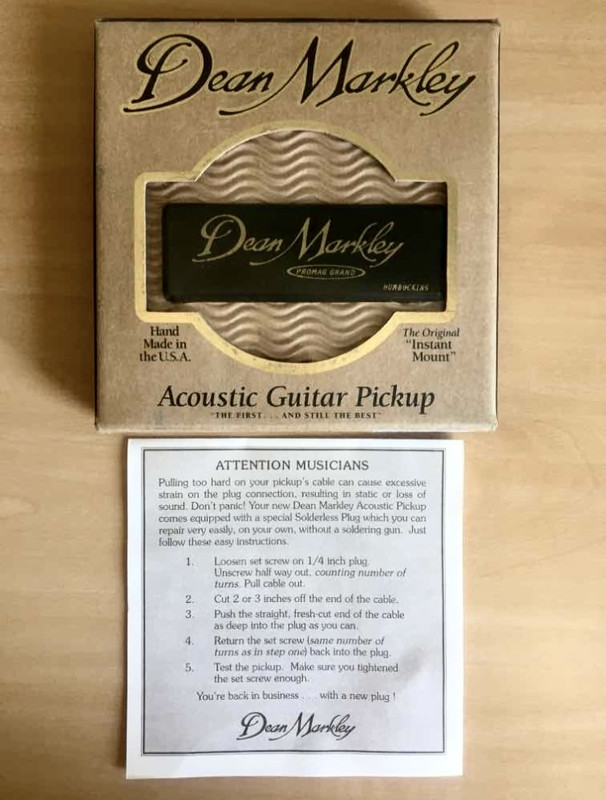 Dean Markley
Dean Markley
PROMAG GRAND
HUMBUCKING
Hand
Made in
the U.S.A.
The Original
"Instant
Mount"
Acoustic Guitar Pickup
"THE FIRST. . . AND STILL THE BEST"
ATTENTION MUSICIANS
Pulling too hard on your pickup's cable can cause excessive
strain on the plug connection, resulting in static or loss of
sound. Don't panic! Your new Dean Markley Acoustic Pickup
comes equipped with a special Solderless Plug which you can
repair very easily, on your own, without a soldering gun. Just
follow these easy instructions.
1. Loosen set screw on 1/4 inch plug.
Unscrew half way out, counting number of
turns. Pull cable out.
2. Cut 2 or 3 inches off the end of the cable.
3. Push the straight, fresh-cut end of the cable
as deep into the plug as you can.
4. Return the set screw (same number of
turns as in step one) back into the plug.
5. Test the pickup. Make sure you tightened
the set screw enough.
You're back in business . . . with a new plug !
Dean Markley